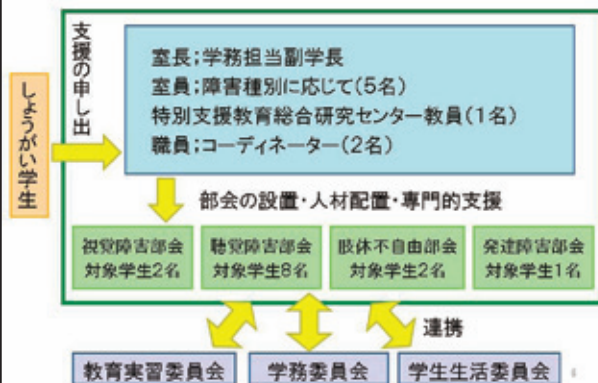 支援の申し出
しょうがい学生
室長;学務担当副学長
室員;障害種別に応じて(5名)
特別支援教育総合研究センター教員(1名)
職員;コーディネーター(2名)
部会の設置・人材配置・専門的支援
視覚障害部会
対象学生2名
聴覚障害部会
対象学生8名
肢体不自由部会
対象学生2名
発達障害部会
対象学生1名
連携
教育実習委員会
学務委員会
学生生活委員会